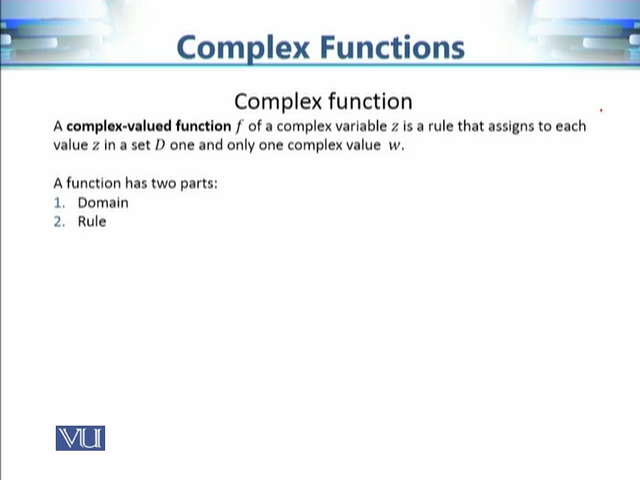 Complex Functions
Complex function
A complex-valued function f of a complex variable z is a rule that assigns to each
value z in a set D one and only one complex value w.
A function has two parts:
1. Domain
2. Rule
VU